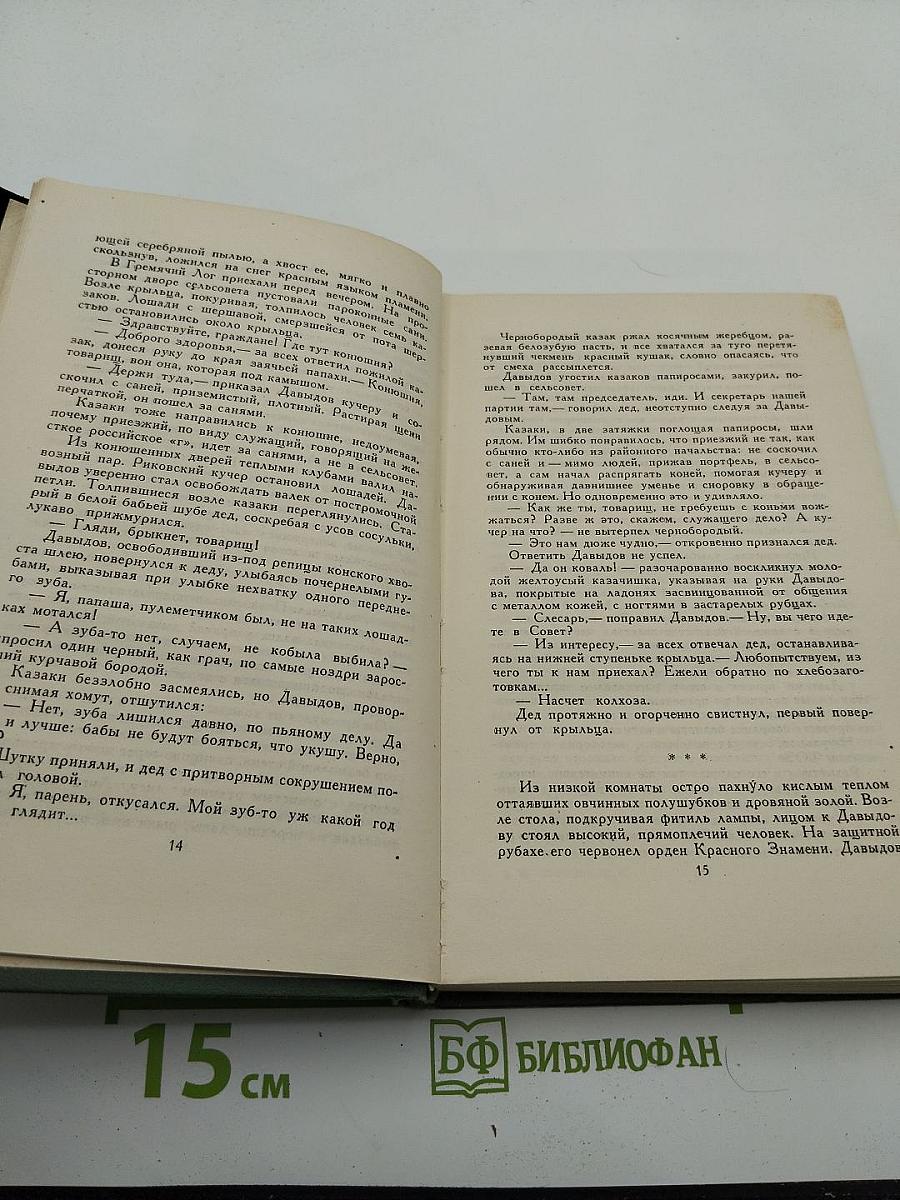 ющей серебряной пылью, а хвост ее, мягко и плавно
скользнув, ложился на снег красным языком пламени.
В Гремячий Лог приехали перед вечером. На про-
сторном дворе сельсовета пустовали пароконные сани.
Возле крыльца, покуривая, толпилось человек семь ка-
заков. Лошади с шершавой, смерзшейся от пота шер-
стью остановились около крыльца.
— Здравствуйте, граждане! Где тут конюшня?
— Доброго здоровья,— за всех ответил пожилой ка-
зак, донеся руку до края заячьей папахи.— Конюшня,
товарищ, вон она, которая под камышом.
— Держи туда,— приказал Давыдов кучеру и со-
скочил с саней, приземистый, плотный. Растирая щеки
перчаткой, он пошел за санями.
Казаки тоже направились к конюшне, недоумевая,
почему приезжий, по виду служащий, говорящий на же-
сткое российское «г», идет за санями, а не в сельсовет.
Из конюшенных дверей теплыми клубами валил на-
возный пар. Риковский кучер остановил лошадей. Да-
выдов уверенно стал освобождать валек от постромочной
петли. Толпившиеся возле казаки переглянулись. Ста-
рый в белой бабьей шубе дед, соскребая с усов сосульки,
лукаво прижмурился.
— Гляди, брыкнет, товарищ!
Давыдов, освободивший из-под репицы конского хво-
ста шлею, повернулся к деду, улыбаясь почернелыми гу-
бами, выказывая при улыбке нехватку одного передне-
го зуба.
— Я, папаша, пулеметчиком был, не на таких лошад-
ках мотался!
— А зуба-то нет, случаем, не кобыла выбила? —
просил один черный, как грач, по самые ноздри зарос-
ий курчавой бородой.
Казаки беззлобно засмеялись, но Давыдов, провор-
снимая хомут, отшутился:
— Нет, зуба лишился давно, по пьяному делу. Да
и лучше: бабы не будут бояться, что укушу. Верно,
?
Шутку приняли, и дед с притворным сокрушением по-
л головой.
Я, парень, откусался. Мой зуб-то уж какой год
глядит...
14
Чернобородый казак ржал косячным жеребцом, ра-
зевая белозубую пасть, и все хватался за туго перетя-
нувший чекмень красный кушак, словно опасаясь, что
от смеха рассыплется.
Давыдов угостил казаков папиросами, закурил, по-
шел в сельсовет.
— Там, там председатель, иди. И секретарь нашей
партии там,— говорил дед, неотступно следуя за Давы-
довым.
Казаки, в две затяжки поглощая папиросы, шли
рядом. Им шибко понравилось, что приезжий не так, как
обычно кто-либо из районного начальства: не соскочил
с саней и — мимо людей, прижав портфель, в сельсо-
вет, а сам начал распрягать коней, помогая кучеру и
обнаруживая давнишнее уменье и сноровку в обраще-
нии с конем. Но одновременно это и удивляло.
— Как же ты, товарищ, не гребуешь с коньми вож-
жаться? Разве ж это, скажем, служащего дело? А ку-
чер на что? — не вытерпел чернобородый.
— Это нам дюже чудно,— откровенно признался дед.
Ответить Давыдов не успел.
— Да он коваль! — разочарованно воскликнул моло-
дой желтоусый казачишка, указывая на руки Давыдо-
ва, покрытые на ладонях засвинцованной от общения
с металлом кожей, с ногтями в застарелых рубцах.
— Слесарь,— поправил Давыдов.— Ну, вы чего иде-
те в Совет?
— Из интересу,— за всех отвечал дед, останавлива-
ясь на нижней ступеньке крыльца.— Любопытствуем, из
чего ты к нам приехал? Ежели обратно по хлебозаго-
товкам...
— Насчет колхоза.
Дед протяжно и огорченно свистнул, первый повер-
нул от крыльца.
* * *
Из низкой комнаты остро пахнуло кислым теплом
оттаявших овчинных полушубков и дровяной золой. Воз-
ле стола, подкручивая фитиль лампы, лицом к Давыдо-
ву стоял высокий, прямоплечий человек. На защитной
рубахе его червонел орден Красного Знамени. Давыдов
15
15 см
БФ БИБЛИОФАН